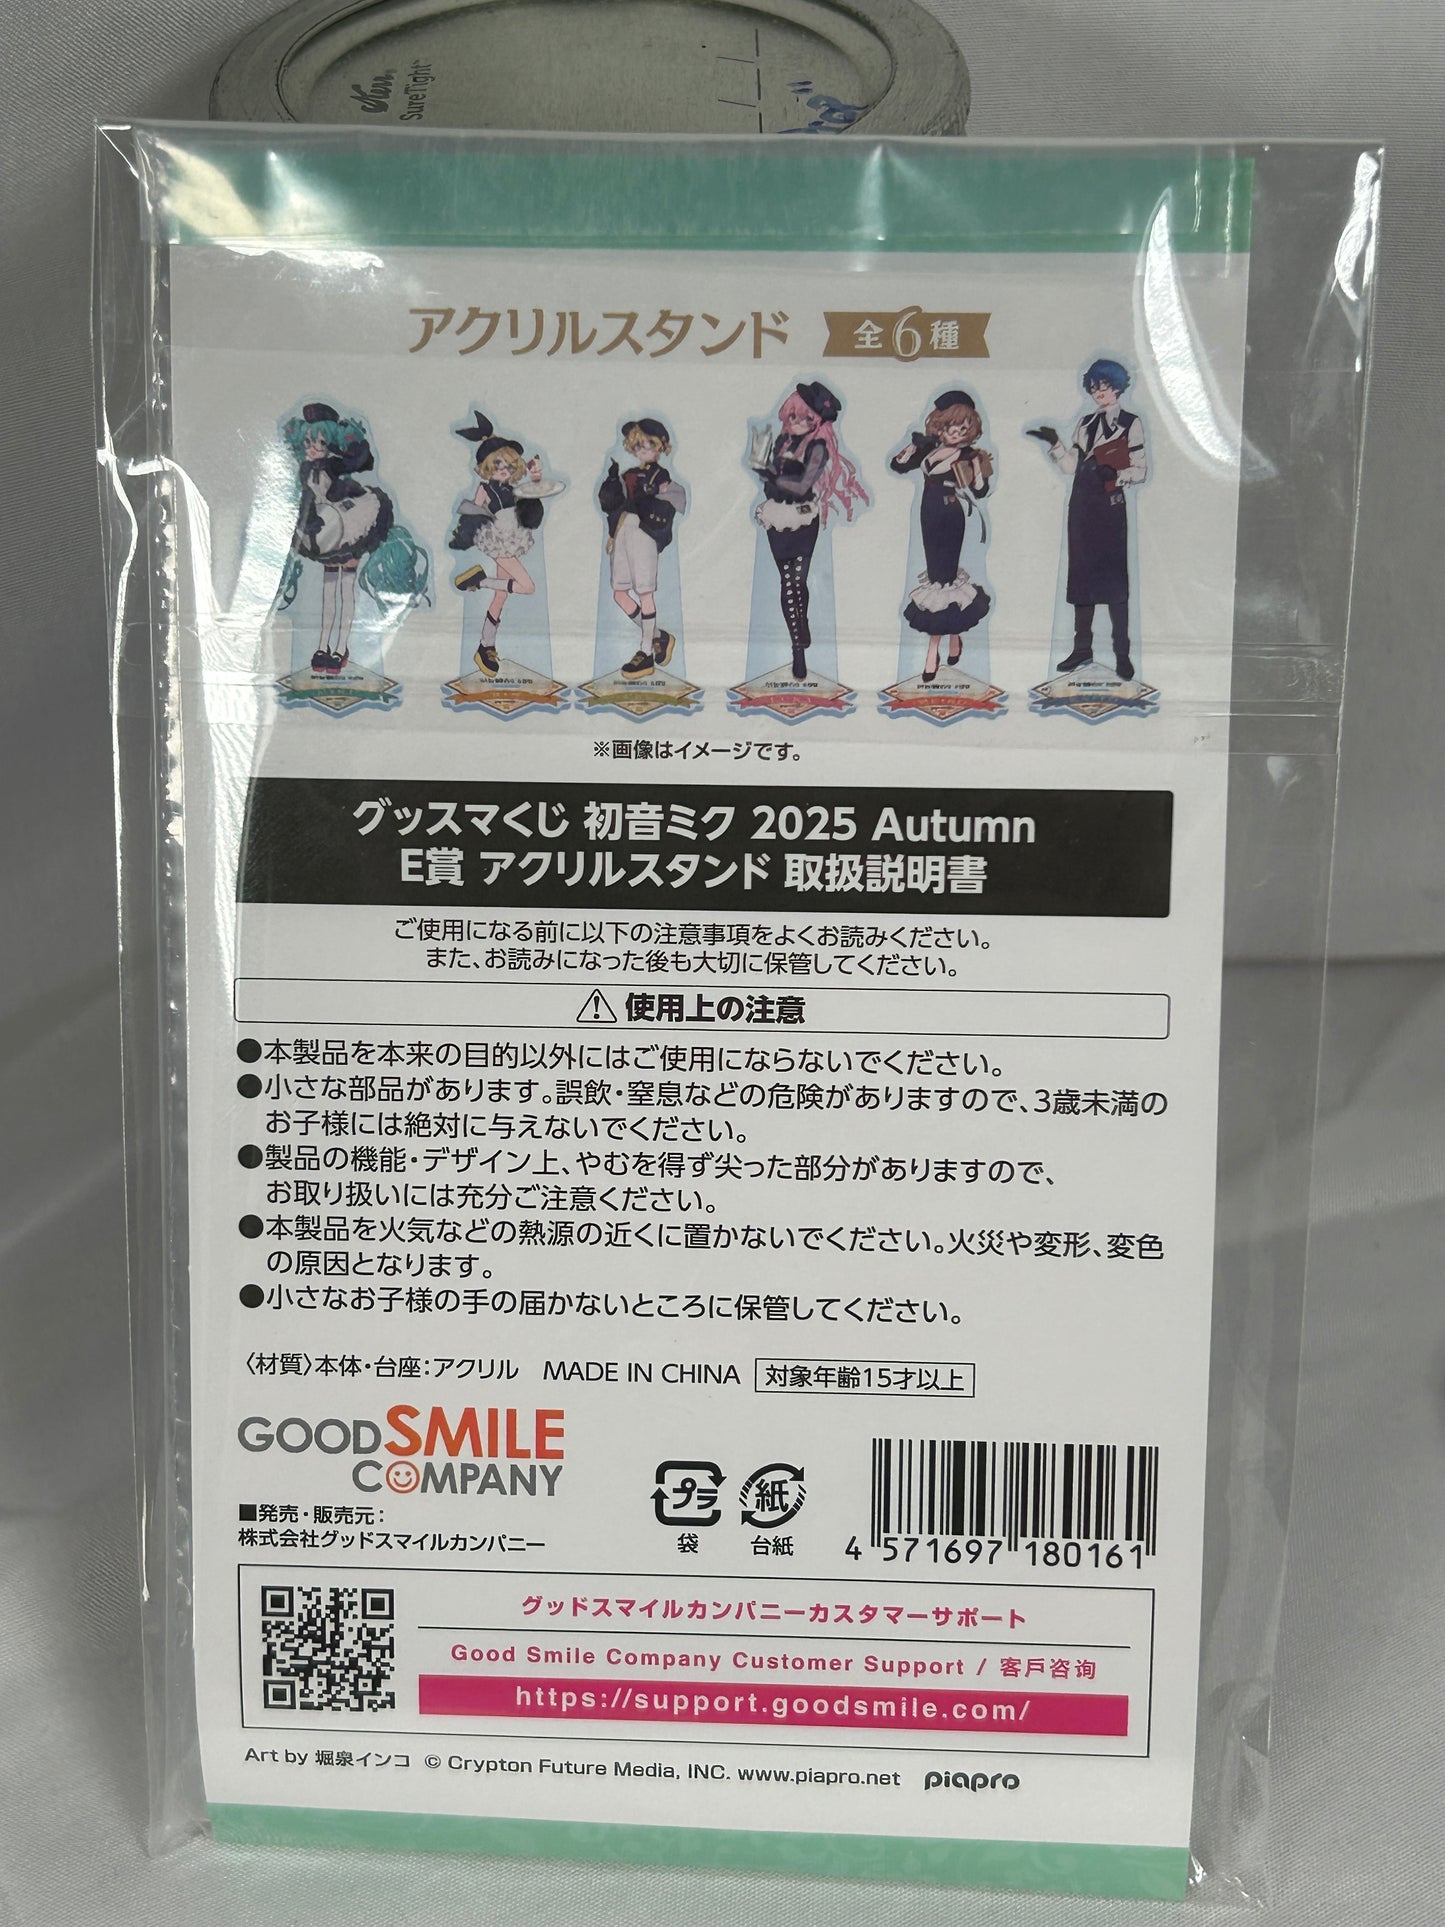 Kerr
SureTight™
アクリルスタンド 全6種
※画像はイメージです。
グッスマくじ 初音ミク 2025 Autumn
E賞 アクリルスタンド 取扱説明書
ご使用になる前に以下の注意事項をよくお読みください。
また、お読みになった後も大切に保管してください。
使用上の注意
●本製品を本来の目的以外にはご使用にならないでください。
●小さな部品があります。誤飲・窒息などの危険がありますので、3歳未満の
お子様には絶対に与えないでください。
●製品の機能・デザイン上、やむを得ず尖った部分がありますので、
お取り扱いには充分ご注意ください。
●本製品を火気などの熱源の近くに置かないでください。火災や変形、変色
の原因となります。
●小さなお子様の手の届かないところに保管してください。
〈材質〉本体・台座：アクリル MADE IN CHINA 対象年齢15才以上
GOOD SMILE
COMPANY
■発売・販売元：
株式会社グッドスマイルカンパニー
プラ 紙
袋 台紙
4 571697 180161
グッドスマイルカンパニーカスタマーサポート
Good Smile Company Customer Support / 客戶咨询
https://support.goodsmile.com/
Art by 堀泉インコ © Crypton Future Media, INC. www.piapro.net piapro